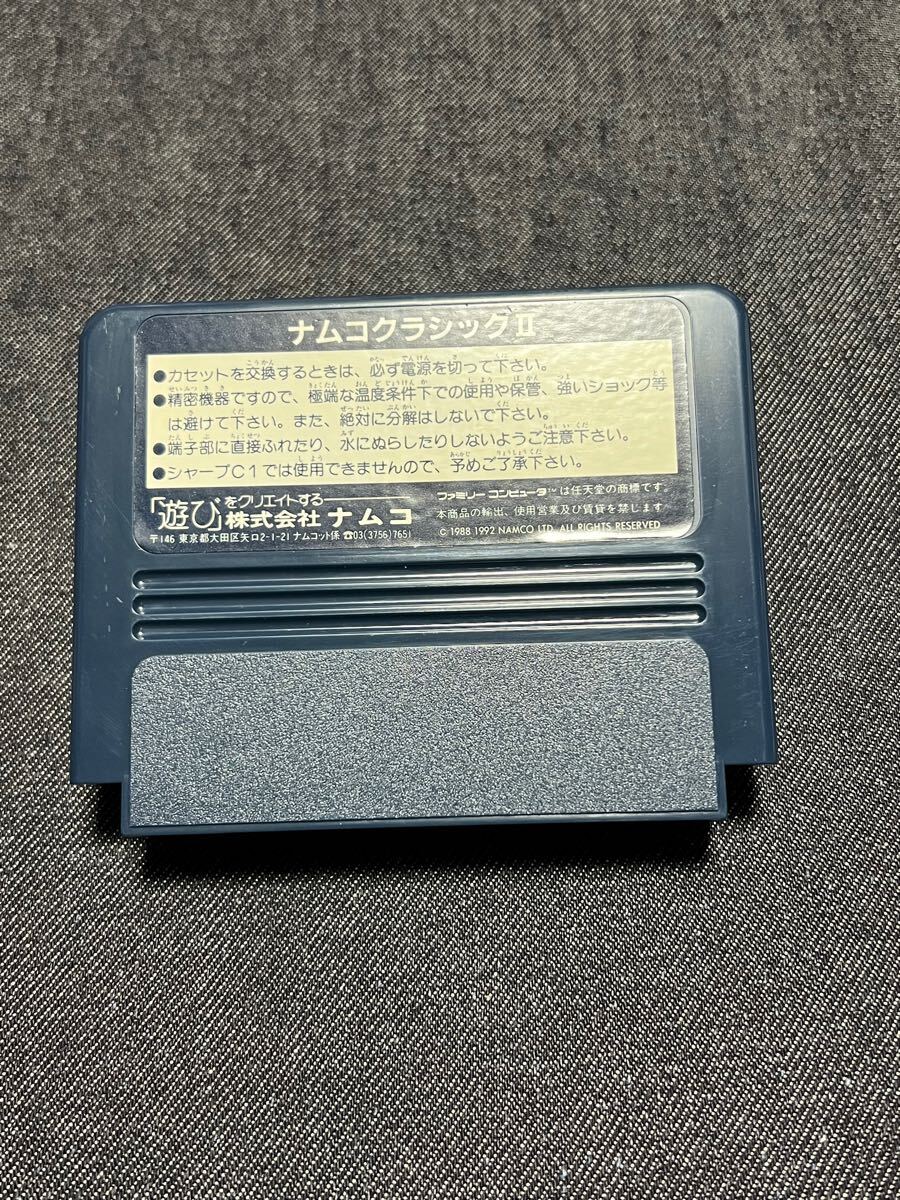 ナムコクラシックII
●カセットを交換するときは、必ず電源を切って下さい。
●精密機器ですので、極端な温度条件下での使用や保管、強いショック等
は避けて下さい。また、絶対に分解はしないで下さい。
●端子部に直接ふれたり、水にぬらしたりしないようご注意下さい。
●シャープC1では使用できませんので、予めご了承下さい。
「遊び」をクリエイトする
株式会社 ナムコ
〒146 東京都大田区矢口2-1-21 ナムコット係 ☎03(3756)7651
ファミリーコンピュータ™は任天堂の商標です
本商品の輸出、使用営業及び賃貸を禁じます
© 1988 1992 NAMCO LTD. ALL RIGHTS RESERVED